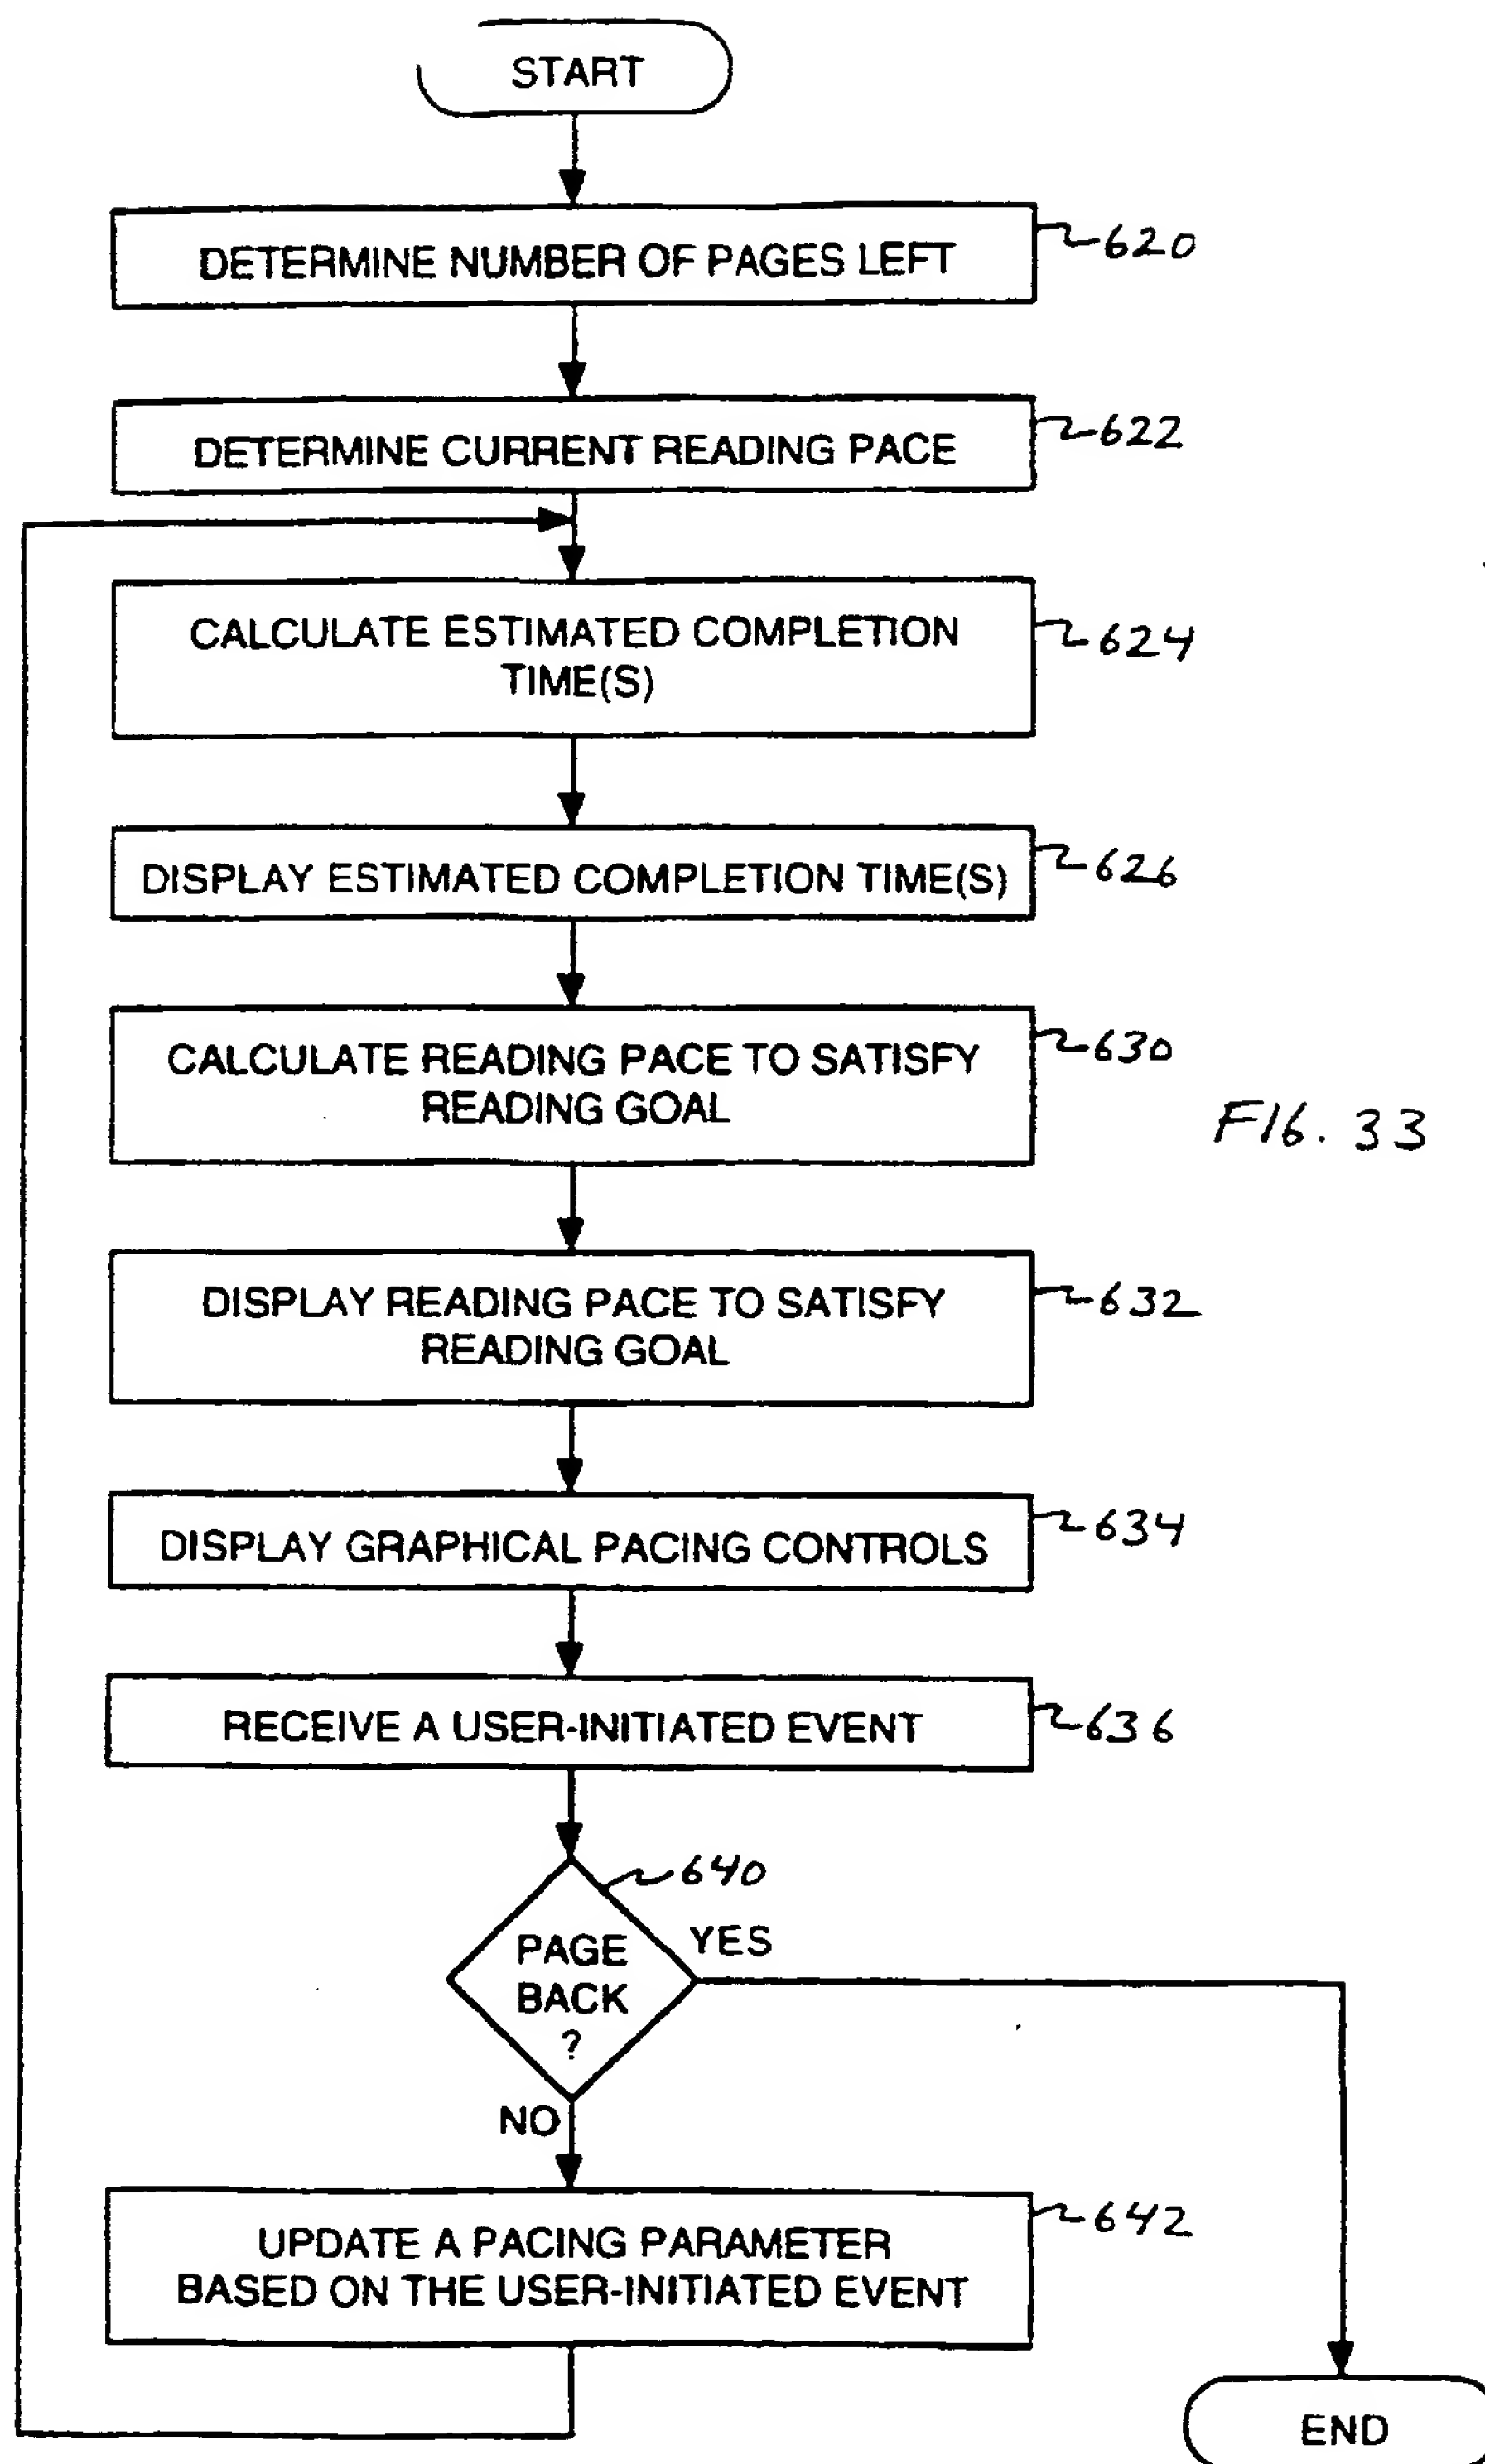 START
DETERMINE NUMBER OF PAGES LEFT
620
DETERMINE CURRENT READING PACE
622
CALCULATE ESTIMATED COMPLETION
TIME(S)
624
DISPLAY ESTIMATED COMPLETION TIME(S)
626
CALCULATE READING PACE TO SATISFY
READING GOAL
630
FIG. 33
DISPLAY READING PACE TO SATISFY
READING GOAL
632
DISPLAY GRAPHICAL PACING CONTROLS
634
RECEIVE A USER-INITIATED EVENT
636
640
PAGE
BACK
?
YES
NO
UPDATE A PACING PARAMETER
BASED ON THE USER-INITIATED EVENT
642
END